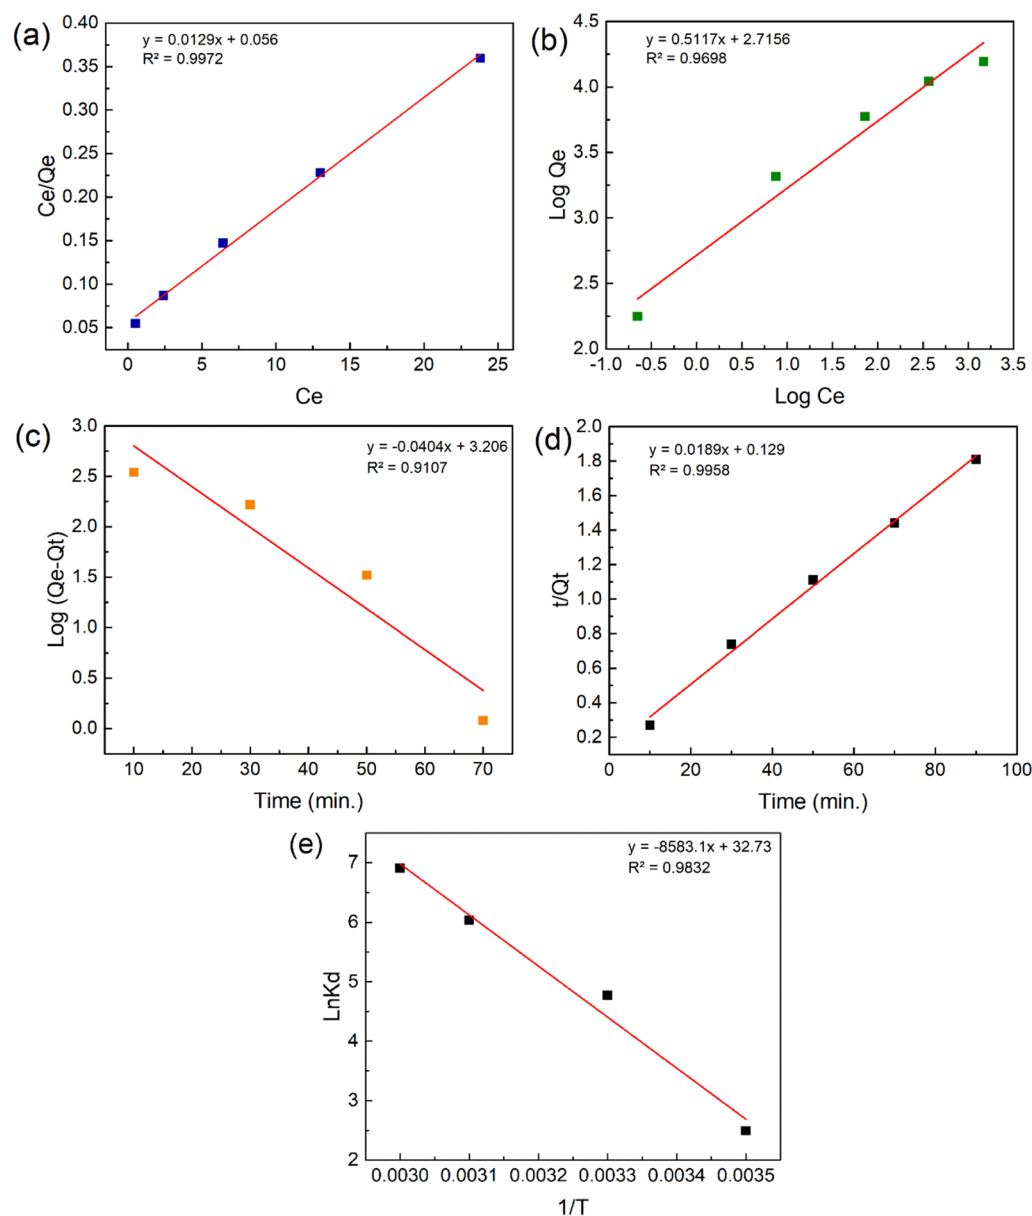 (a)
y = 0.0129x + 0.056
R² = 0.9972
0.40
0.35
0.30
0.25
0.20
0.15
0.10
0.05
Ce/Qe
0
5
10
15
20
25
Ce
(b)
y = 0.5117x + 2.7156
R² = 0.9698
4.5
4.0
3.5
3.0
2.5
2.0
Log Qe
-1.0
-0.5
0.0
0.5
1.0
1.5
2.0
2.5
3.0
3.5
Log Ce
(c)
y = -0.0404x + 3.206
R² = 0.9107
3.0
2.5
2.0
1.5
1.0
0.5
0.0
Log (Qe-Qt)
10
20
30
40
50
60
70
Time (min.)
(d)
y = 0.0189x + 0.129
R² = 0.9958
2.0
1.8
1.6
1.4
1.2
1.0
0.8
0.6
0.4
0.2
t/Qt
0
20
40
60
80
100
Time (min.)
(e)
y = -8583.1x + 32.73
R² = 0.9832
7
6
5
4
3
2
LnKd
0.0030
0.0031
0.0032
0.0033
0.0034
0.0035
1/T